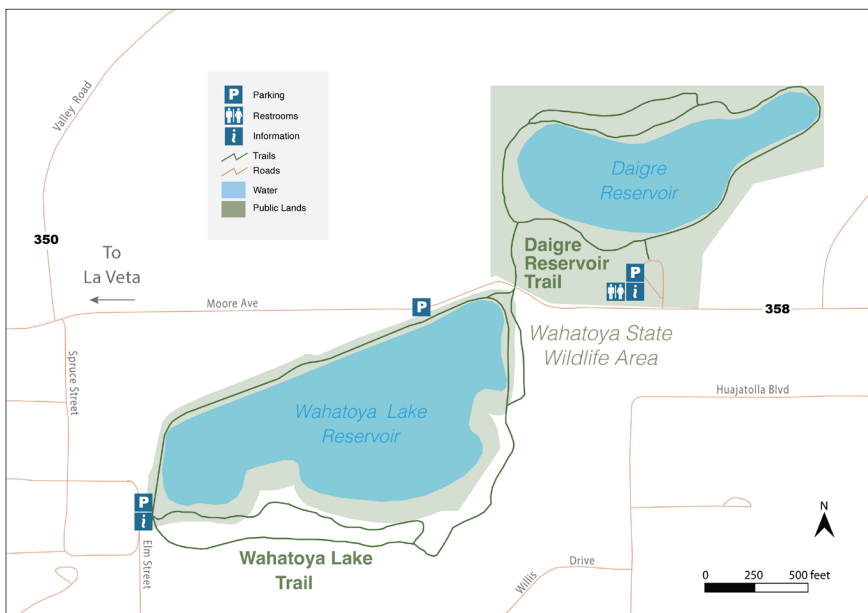 Valley Road
P Parking
Restrooms
i Information
Trails
Roads
Water
Public Lands
Daigre
Reservoir
350
To
La Veta
Daigre
Reservoir
Trail
P
i
Moore Ave
P
358
Wahatoya State
Wildlife Area
Spruce Street
Huajatolla Blvd
Wahatoya Lake
Reservoir
P
i
Elm Street
Wahatoya Lake
Trail
Willis
Drive
N
0 250 500 feet